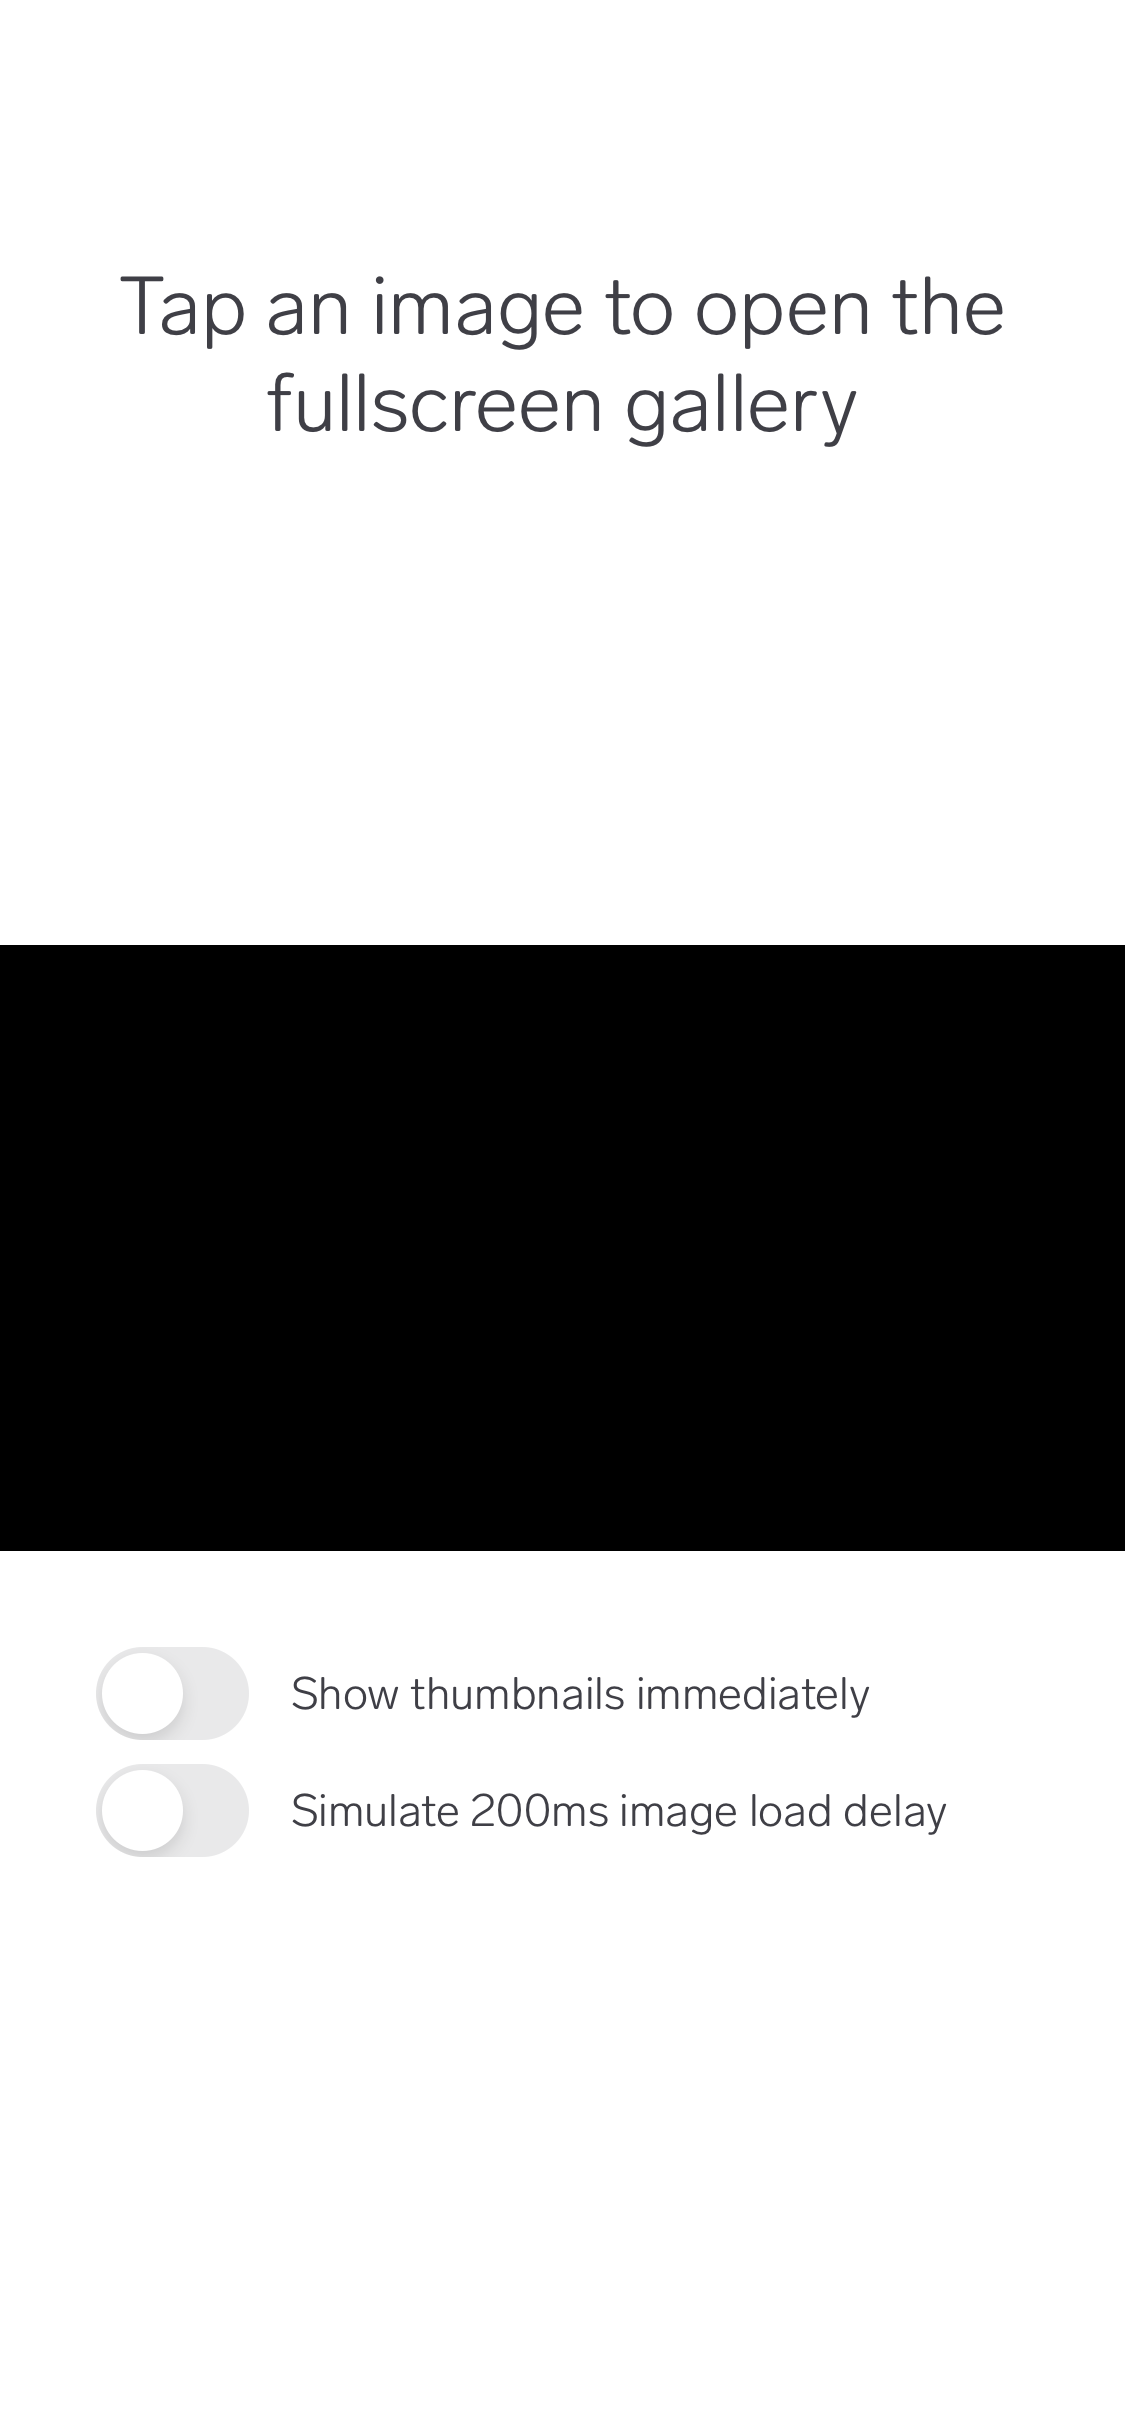 Tap an image to open the
fullscreen gallery
Show thumbnails immediately
Simulate 200ms image load delay